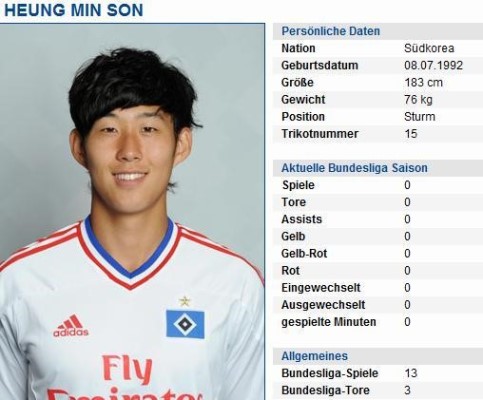 HEUNG MIN SON
Persönliche Daten
Nation Südkorea
Geburtsdatum 08.07.1992
Größe 183 cm
Gewicht 76 kg
Position Sturm
Trikotnummer 15
Aktuelle Bundesliga Saison
Spiele 0
Tore 0
Assists 0
Gelb 0
Gelb-Rot 0
Rot 0
Eingewechselt 0
Ausgewechselt 0
gespielte Minuten 0
Allgemeines
Bundesliga-Spiele 13
Bundesliga-Tore 3
adidas
Fly
Emirates